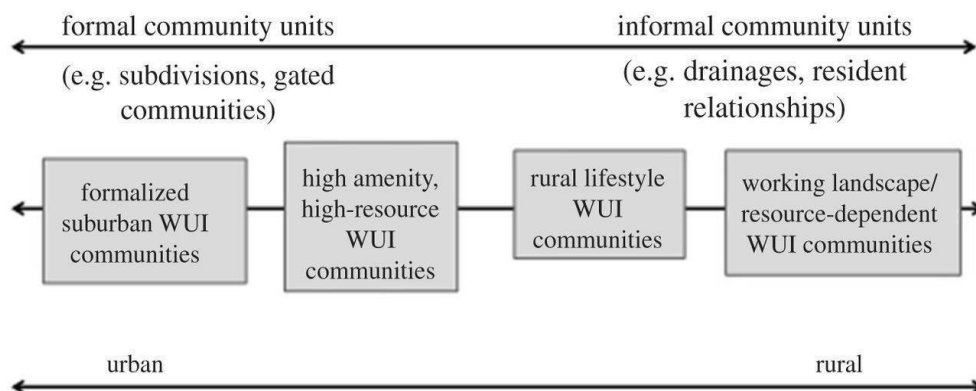 formal community units
informal community units
(e.g. subdivisions, gated
communities)
(e.g. drainages, resident
relationships)
formalized
suburban WUI
communities
high amenity,
high-resource
WUI
communities
rural lifestyle
WUI
communities
working landscape/
resource-dependent
WUI communities
urban
rural